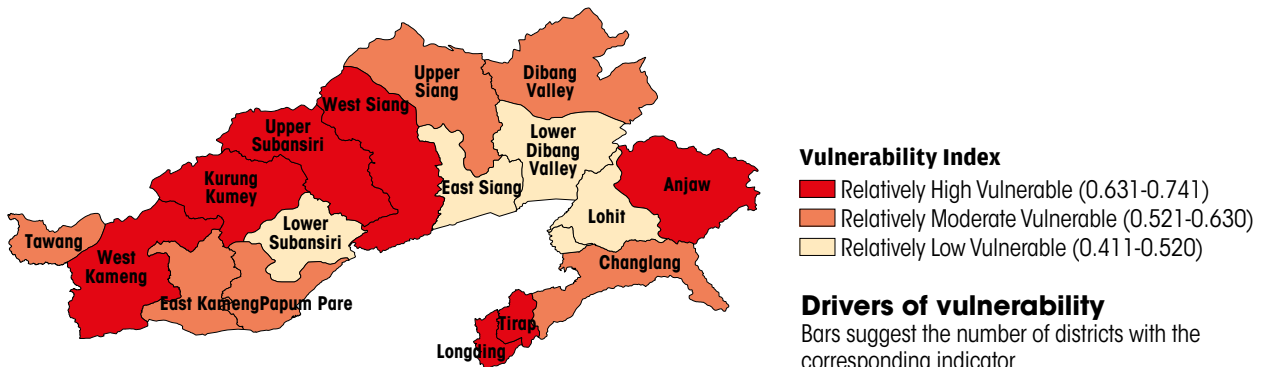 Upper
Siang
Dibang
Valley
West Siang
Upper
Subansiri
Lower
Dibang
Valley
Kurung
Kumey
East Siang
Anjaw
Lower
Subansiri
Lohit
Tawang
West
Kameng
Changlang
East Kameng
Papum Pare
Tirap
Longding
Vulnerability Index
Relatively High Vulnerable (0.631-0.741)
Relatively Moderate Vulnerable (0.521-0.630)
Relatively Low Vulnerable (0.411-0.520)
Drivers of vulnerability
Bars suggest the number of districts with the
corresponding indicator